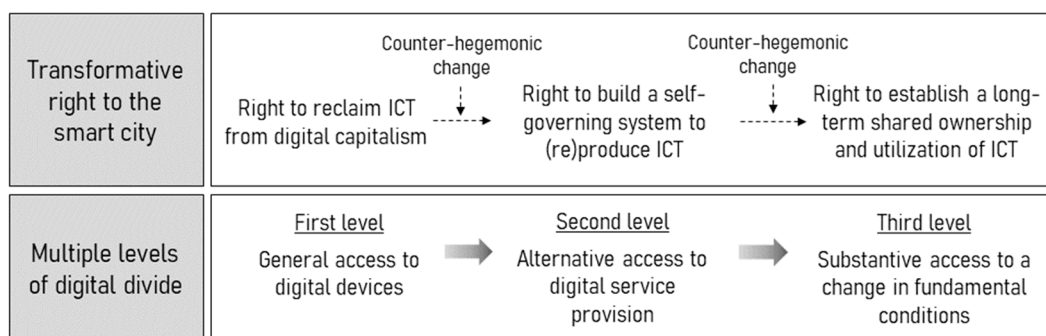 Transformative
right to the
smart city
Counter-hegemonic
change
Counter-hegemonic
change
Right to reclaim ICT
from digital capitalism
Right to build a self-
governing system to
(re)produce ICT
Right to establish a long-
term shared ownership
and utilization of ICT
Multiple levels
of digital divide
First level
General access to
digital devices
Second level
Alternative access to
digital service
provision
Third level
Substantive access to a
change in fundamental
conditions